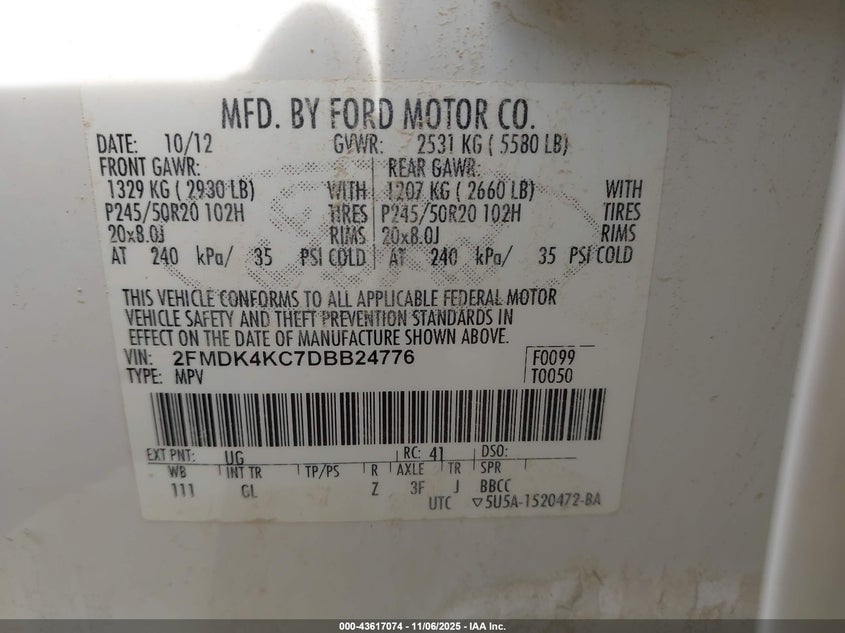 MFD. BY FORD MOTOR CO.
DATE: 10/12 GVWR: 2531 KG ( 5580 LB)
FRONT GAWR: REAR GAWR:
1329 KG ( 2930 LB) WITH 1207 KG ( 2660 LB) WITH
P245/50R20 102H TIRES P245/50R20 102H TIRES
20x8.0J RIMS 20x8.0J RIMS
AT 240 kPa/ 35 PSI COLD AT 240 kPa/ 35 PSI COLD
THIS VEHICLE CONFORMS TO ALL APPLICABLE FEDERAL MOTOR
VEHICLE SAFETY AND THEFT PREVENTION STANDARDS IN
EFFECT ON THE DATE OF MANUFACTURE SHOWN ABOVE.
VIN: 2FMDK4KC7DBB24776 F0099
TYPE: MPV T0050
EXT PNT: UG RC: 41 DSO:
WB INT TR TP/PS R AXLE TR SPR
111 GL Z 3F J BBCC
UTC ▽5U5A-1520472-BA
000-43617074 — 11/06/2025 — IAA Inc.